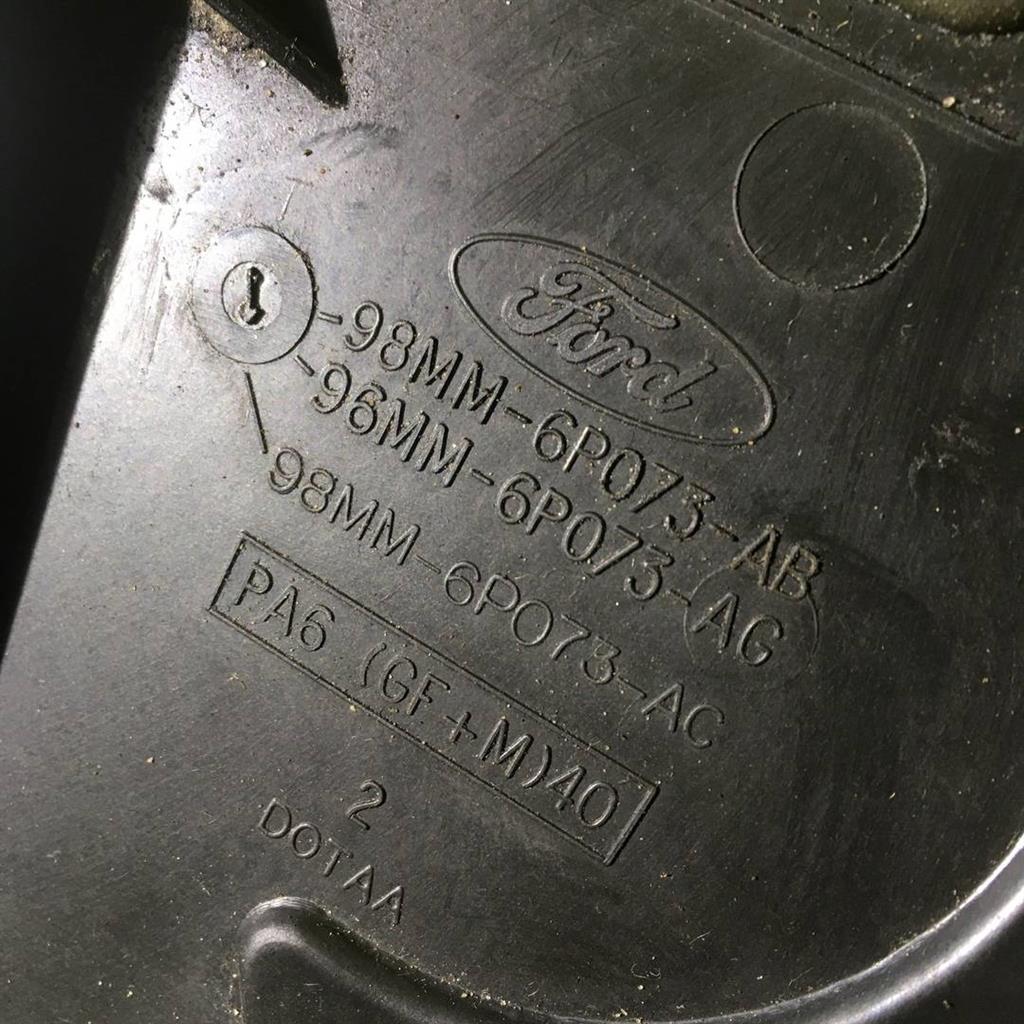 Ford
-98MM-6P073-AB
-96MM-6P073-AG
98MM-6P073-AC
PA6 (GF+M)40
2
DOTAA